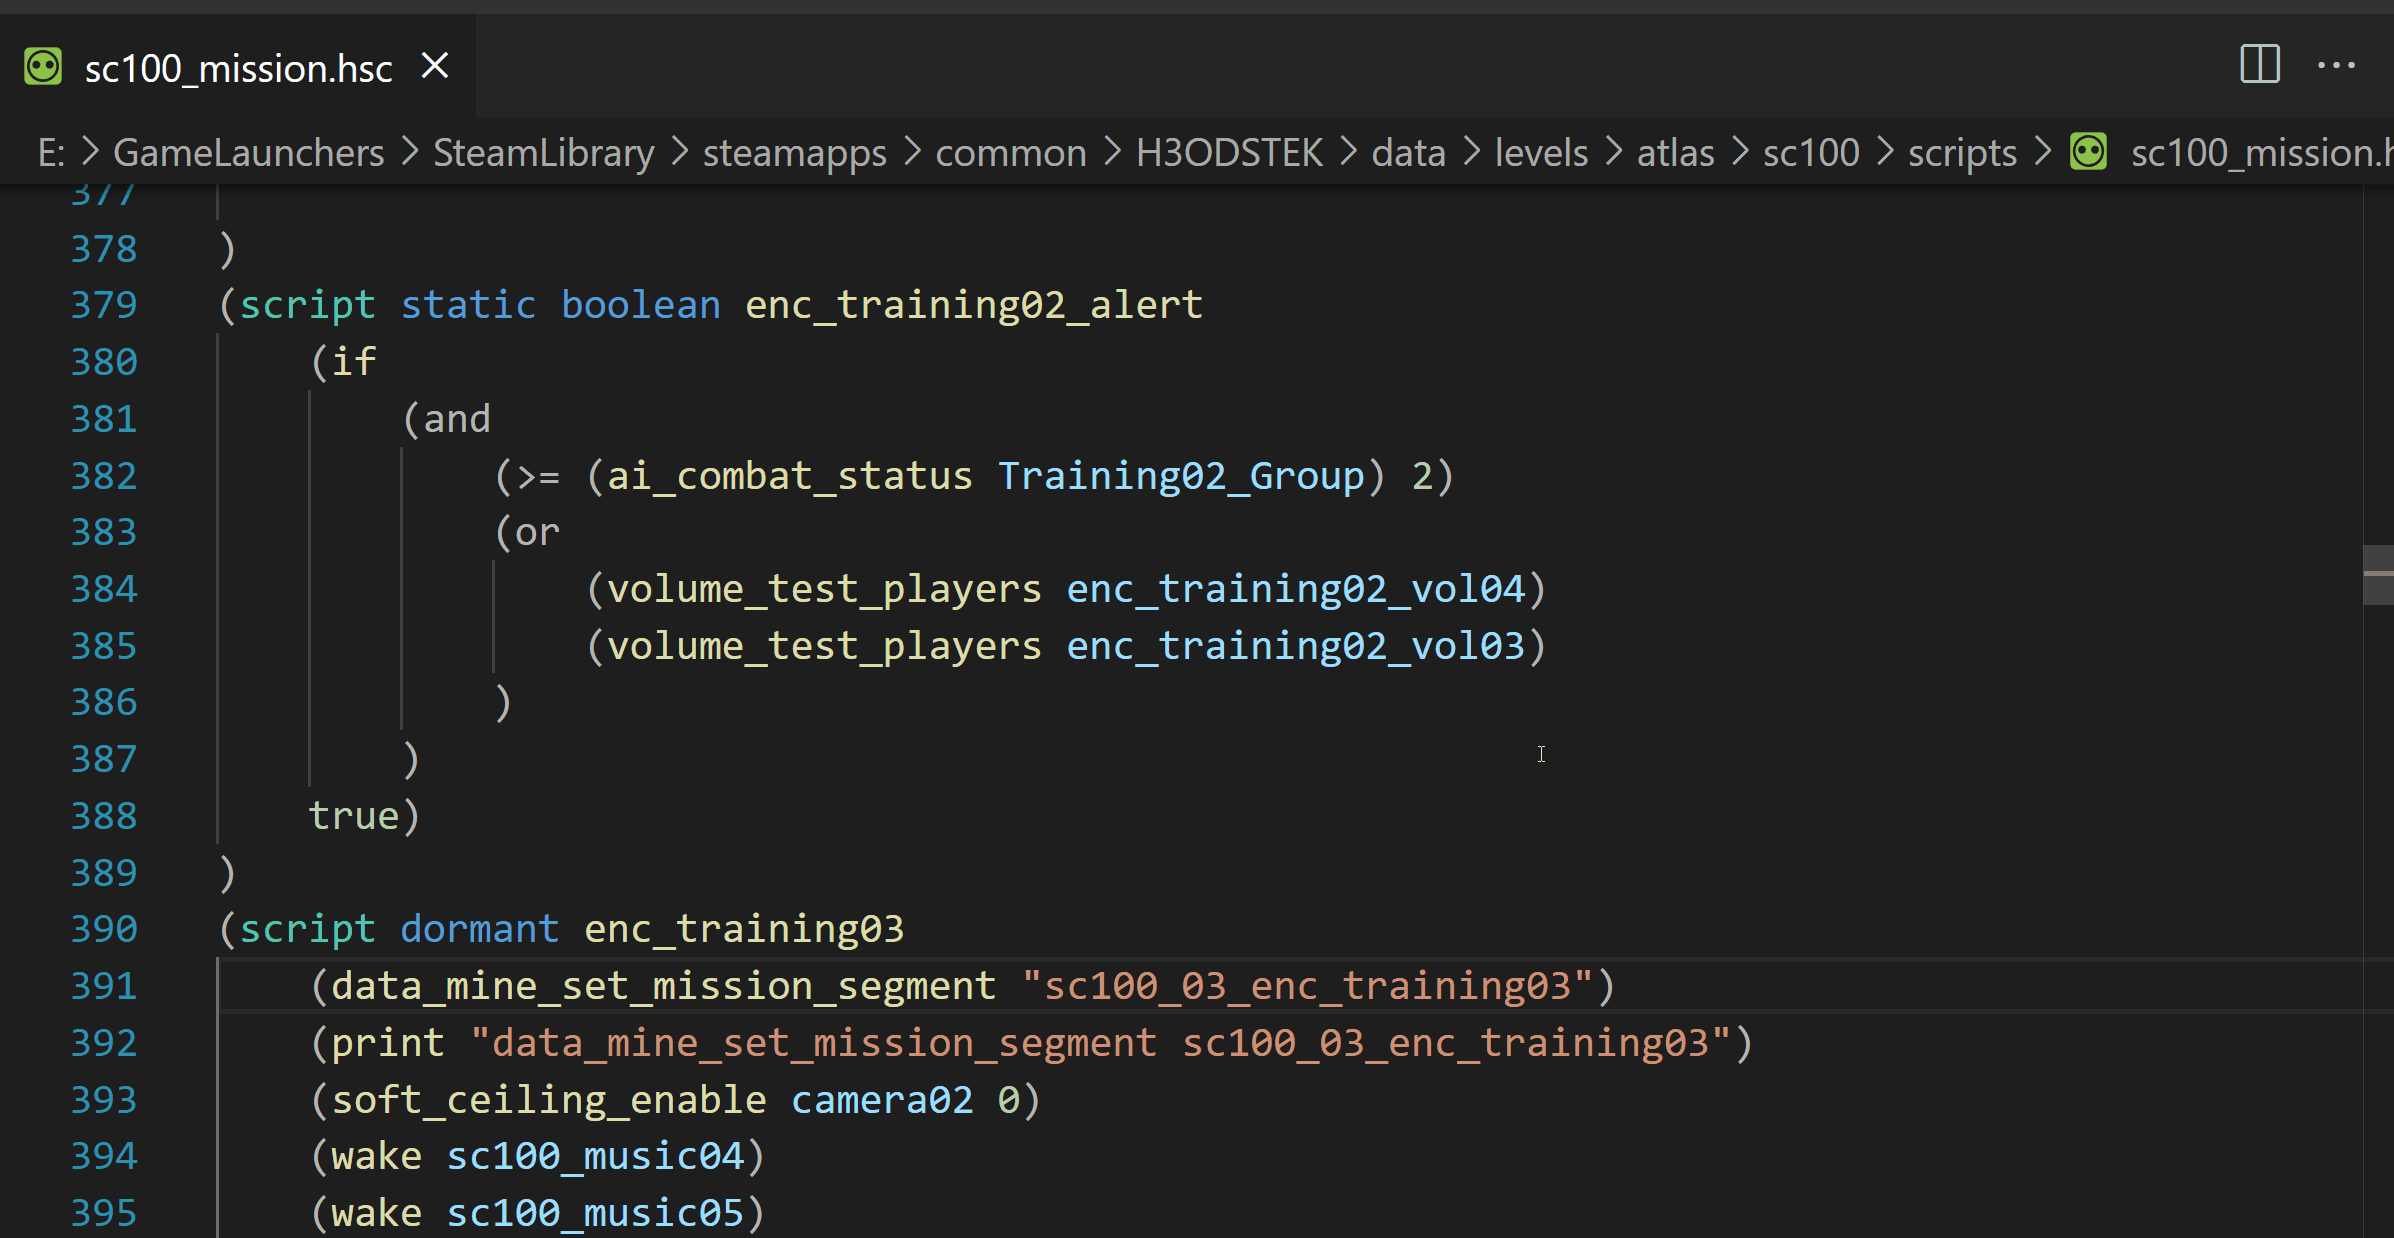 sc100_mission.hsc
E: > GameLaunchers > SteamLibrary > steamapps > common > H3ODSTEK > data > levels > atlas > sc100 > scripts > sc100_mission.h
377
378 )
379 (script static boolean enc_training02_alert
380 (if
381 (and
382 (>= (ai_combat_status Training02_Group) 2)
383 (or
384 (volume_test_players enc_training02_vol04)
385 (volume_test_players enc_training02_vol03)
386 )
387 )
388 true)
389 )
390 (script dormant enc_training03
391 (data_mine_set_mission_segment "sc100_03_enc_training03")
392 (print "data_mine_set_mission_segment sc100_03_enc_training03")
393 (soft_ceiling_enable camera02 0)
394 (wake sc100_music04)
395 (wake sc100_music05)